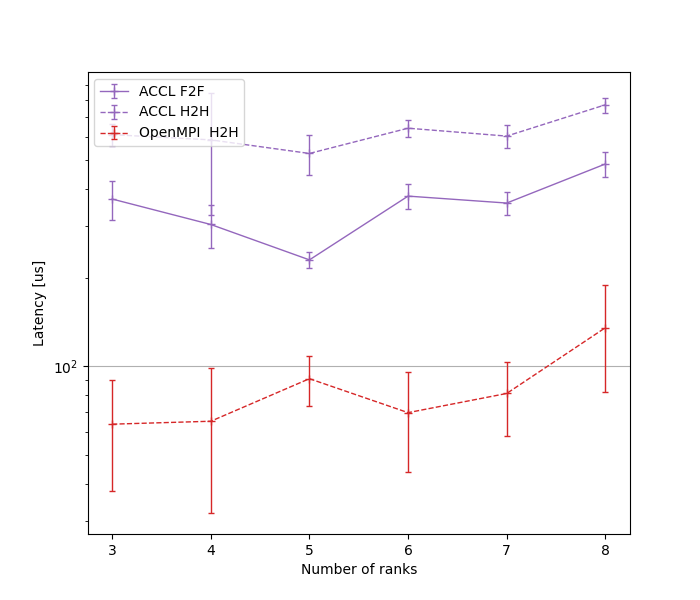 ACCL F2F
ACCL H2H
OpenMPI  H2H
Latency [us]
10²
3 4 5 6 7 8
Number of ranks